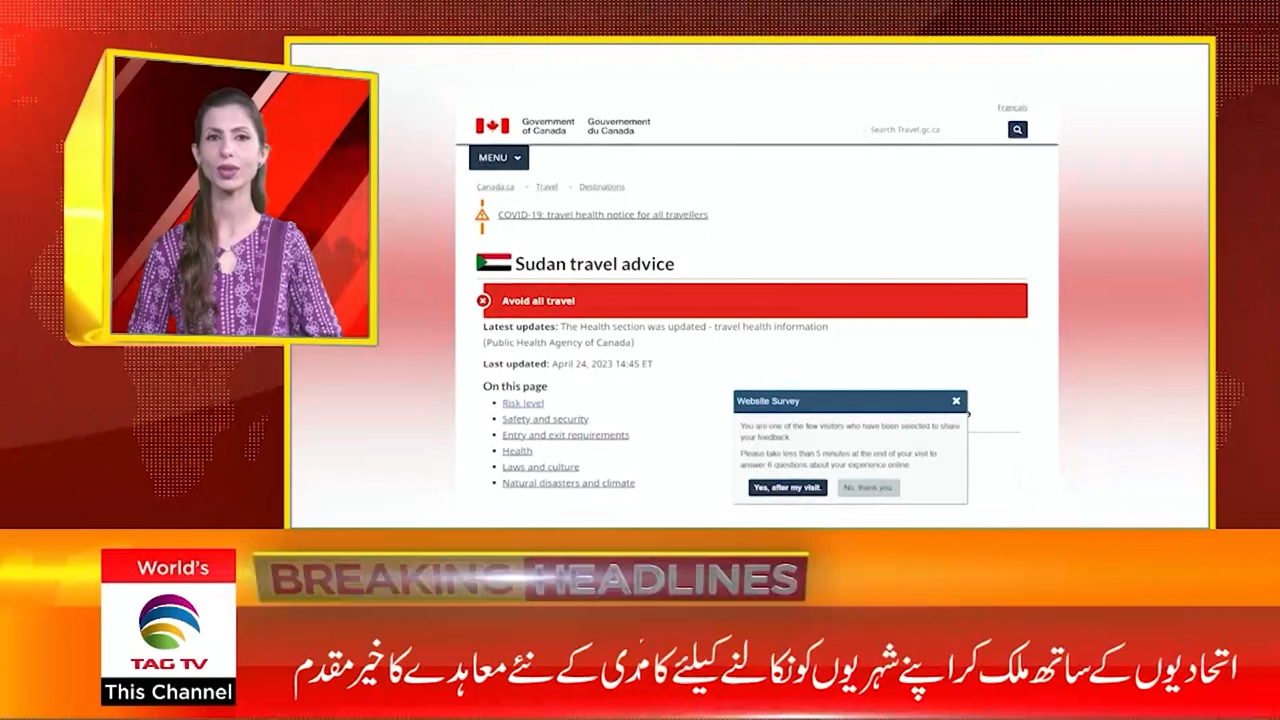 Français
Government of Canada
Gouvernement du Canada
Search Travel.gc.ca
MENU
Canada.ca
Travel
Destinations
COVID-19: travel health notice for all travellers
Sudan travel advice
Avoid all travel
Latest updates: The Health section was updated - travel health information
(Public Health Agency of Canada)
Last updated: April 24, 2023 14:45 ET
On this page
• Risk level
• Safety and security
• Entry and exit requirements
• Health
• Laws and culture
• Natural disasters and climate
Website Survey
You are one of the few visitors who have been selected to share
your feedback
Please take less than 5 minutes at the end of your visit to
answer 6 questions about your experience online.
Yes, after my visit.
No, thank you.
World's
TAG TV
This Channel
BREAKING HEADLINES
اتحادیوں کے ساتھ ملک کر اپنے شہریوں کو نکالنے کیلئے کا مدی کے نئے معاہدے کا خیر مقدم